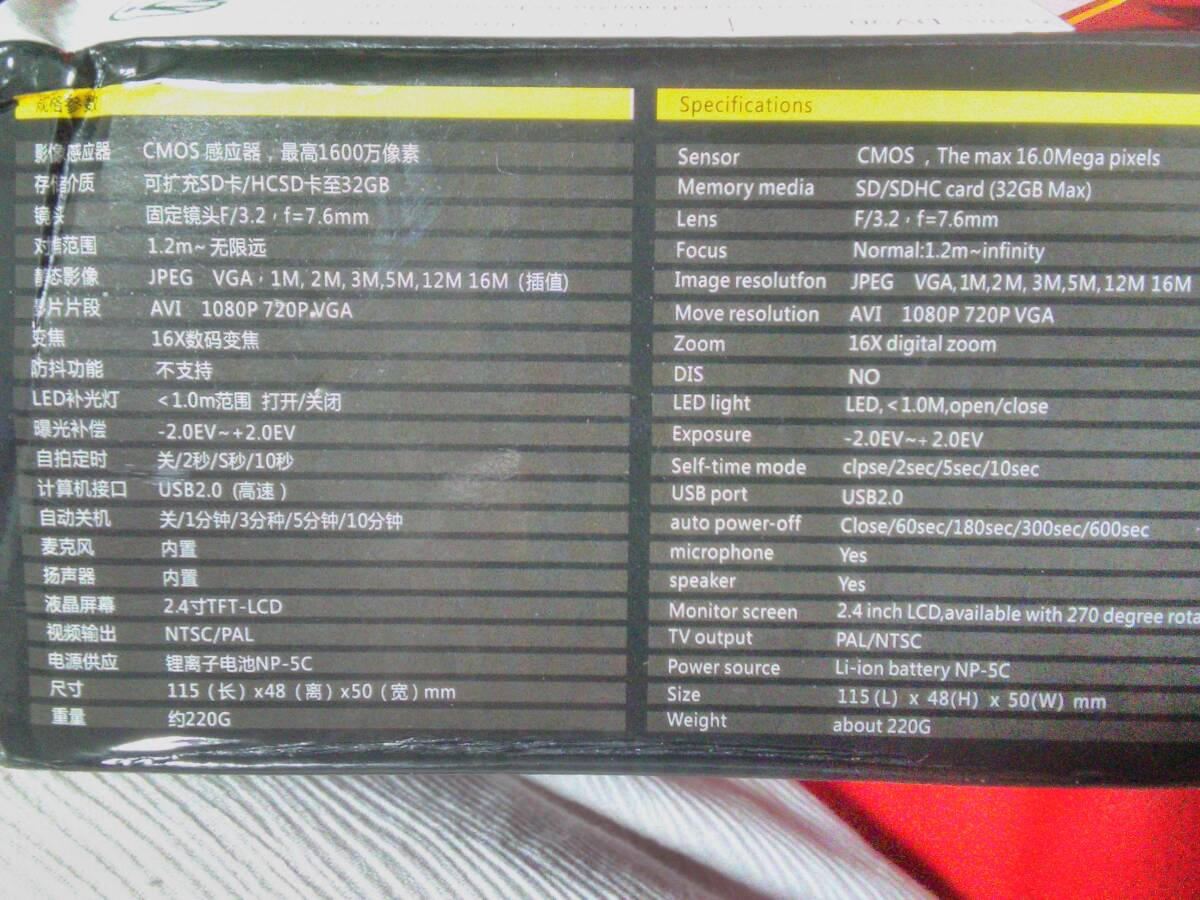 规格参数
影像感应器 CMOS 感应器，最高1600万像素
存储介质 可扩充SD卡/HCSD卡至32GB
镜头 固定镜头F/3.2，f=7.6mm
对焦范围 1.2m~无限远
静态影像 JPEG VGA，1M, 2M, 3M,5M,12M 16M (插值)
影片片段 AVI 1080P 720P VGA
变焦 16X数码变焦
防抖功能 不支持
LED补光灯 <1.0m范围 打开/关闭
曝光补偿 -2.0EV~+2.0EV
自拍定时 关/2秒/S秒/10秒
计算机接口 USB2.0 (高速)
自动关机 关/1分钟/3分种/5分钟/10分钟
麦克风 内置
扬声器 内置
液晶屏幕 2.4寸TFT-LCD
视频输出 NTSC/PAL
电源供应 锂离子电池NP-5C
尺寸 115（长）x48（离）x50（宽）mm
重量 约220G
Specifications
Sensor CMOS , The max 16.0Mega pixels
Memory media SD/SDHC card (32GB Max)
Lens F/3.2，f=7.6mm
Focus Normal:1.2m~infinity
Image resolutfon JPEG VGA,1M,2M, 3M,5M,12M 16M
Move resolution AVI 1080P 720P VGA
Zoom 16X digital zoom
DIS NO
LED light LED,<1.0M,open/close
Exposure -2.0EV~+2.0EV
Self-time mode clpse/2sec/5sec/10sec
USB port USB2.0
auto power-off Close/60sec/180sec/300sec/600sec
microphone Yes
speaker Yes
Monitor screen 2.4 inch LCD,available with 270 degree rota
TV output PAL/NTSC
Power source Li-ion battery NP-5C
Size 115(L) x 48(H) x 50(W) mm
Weight about 220G